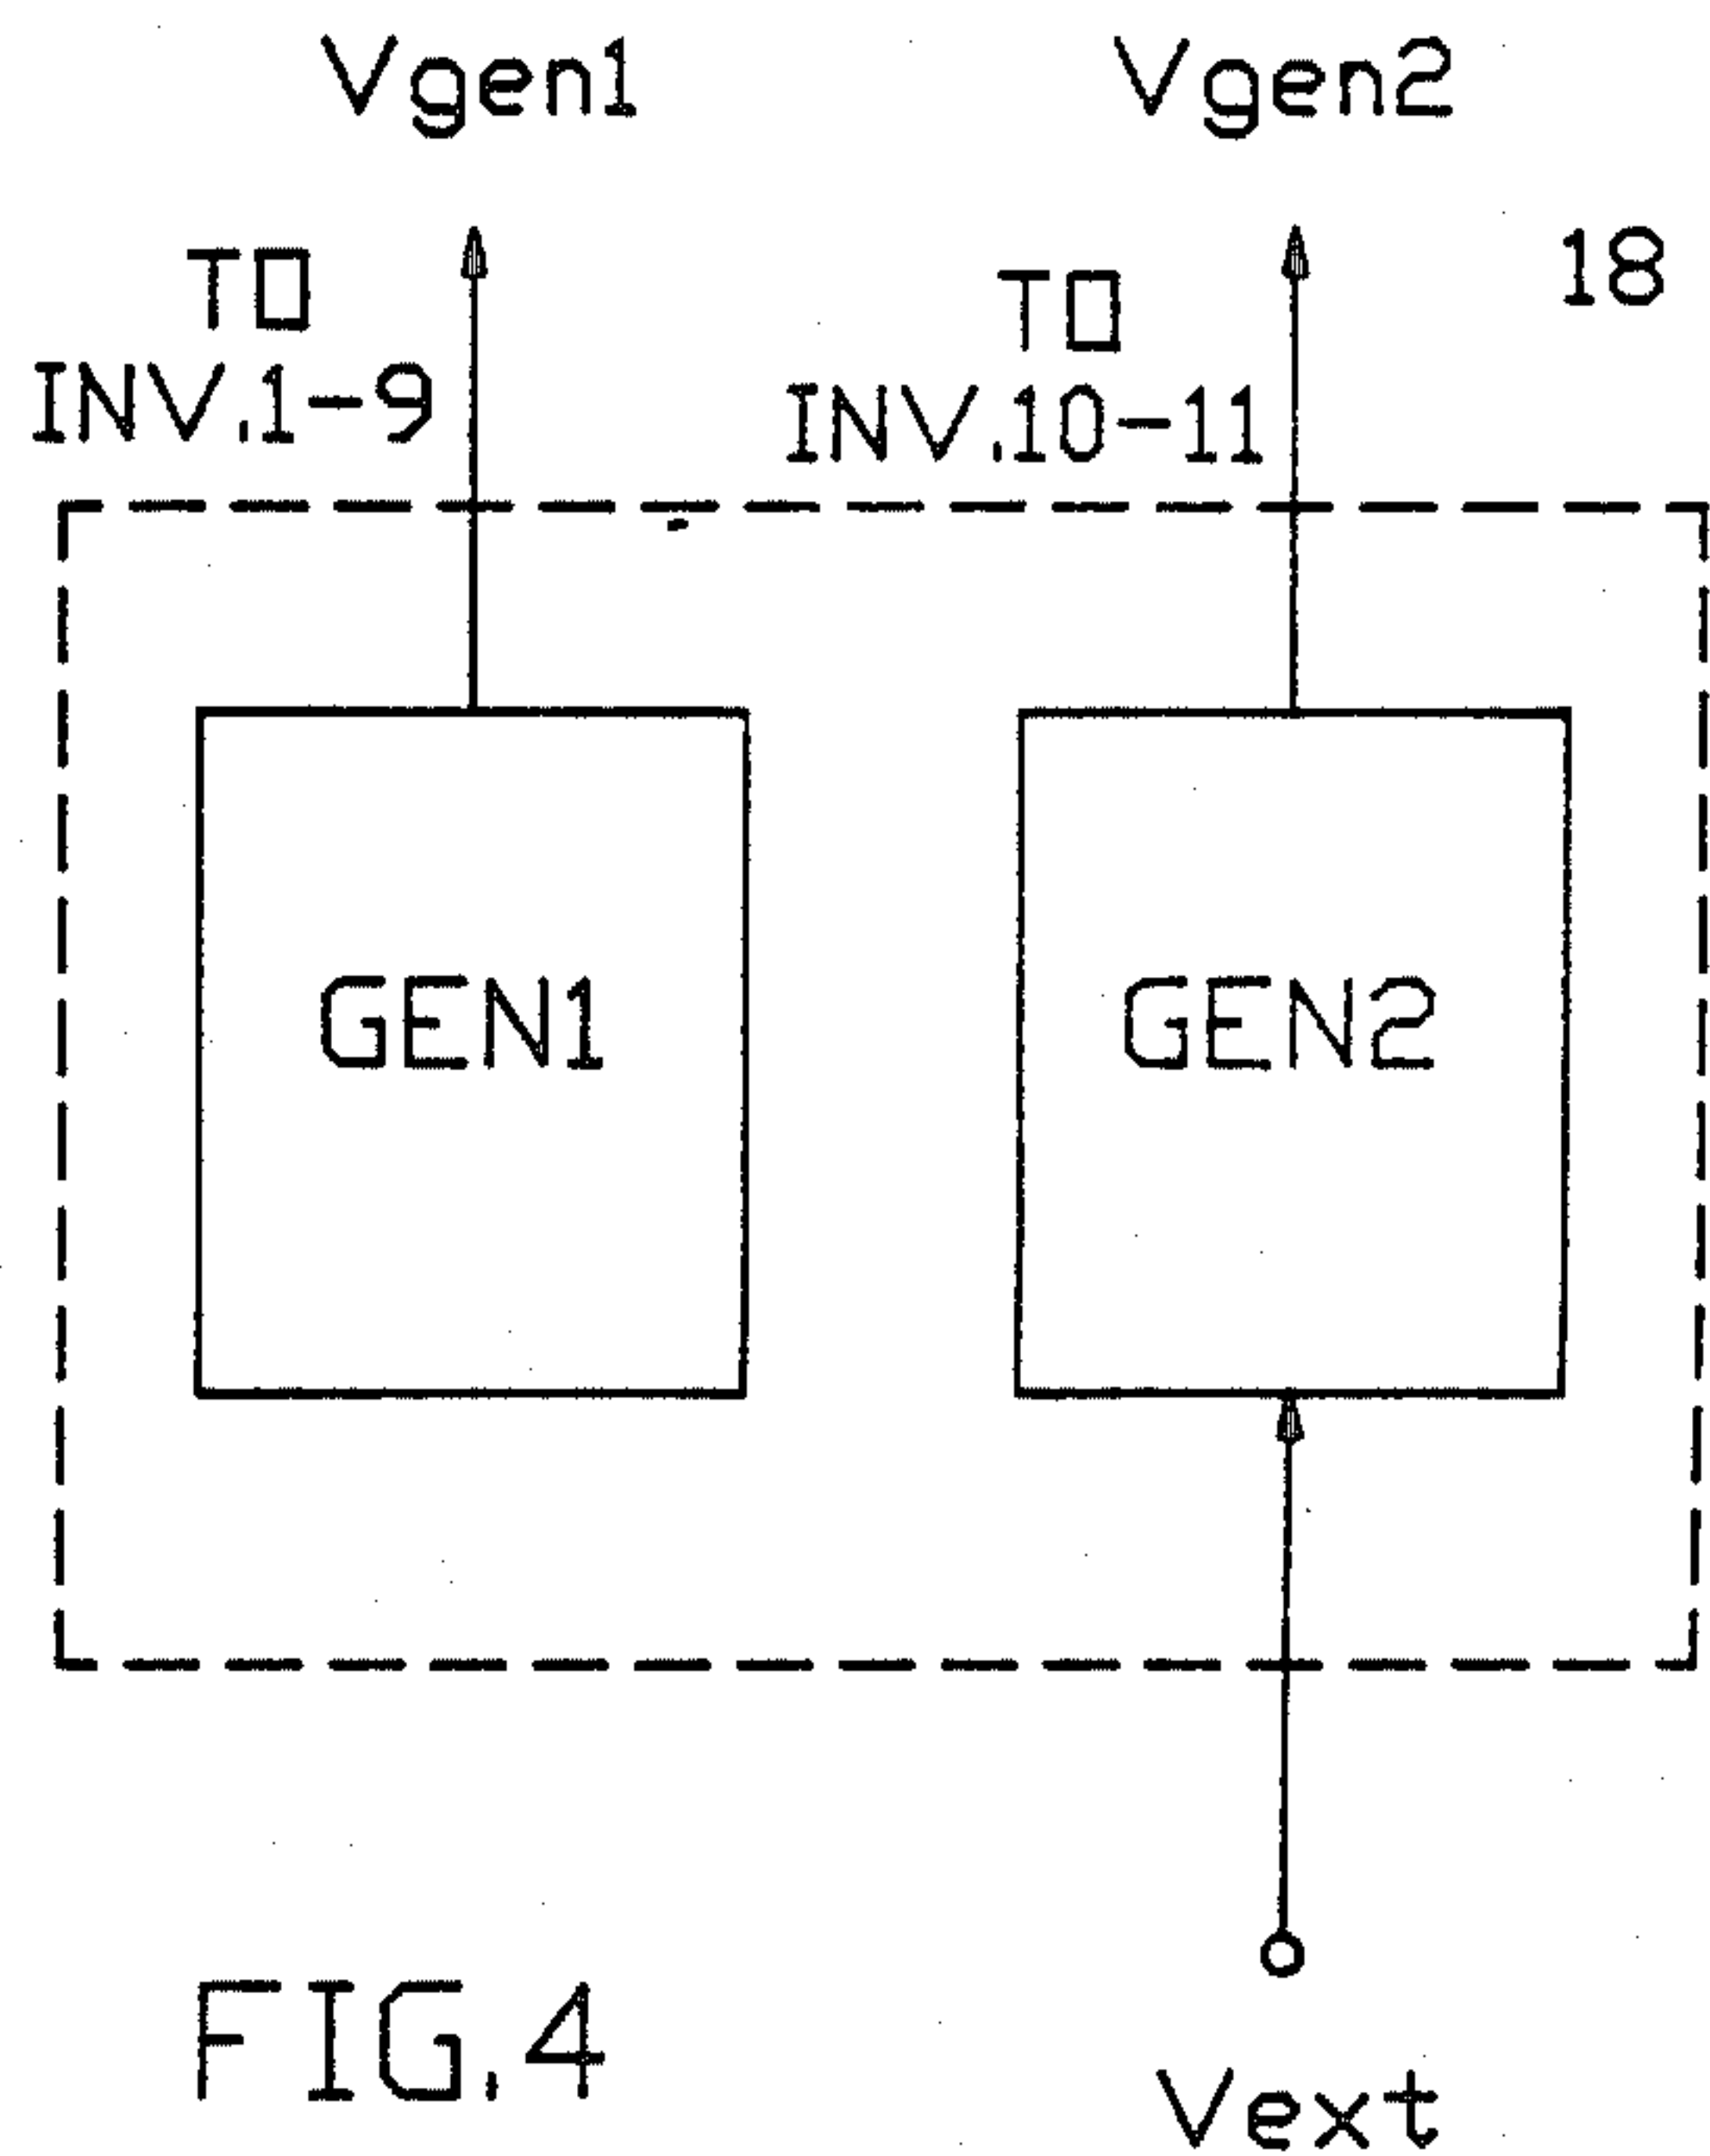 Vgen1
Vgen2
TO
INV.1-9
TO
INV.10-11
18
GEN1
GEN2
FIG.4
Vext